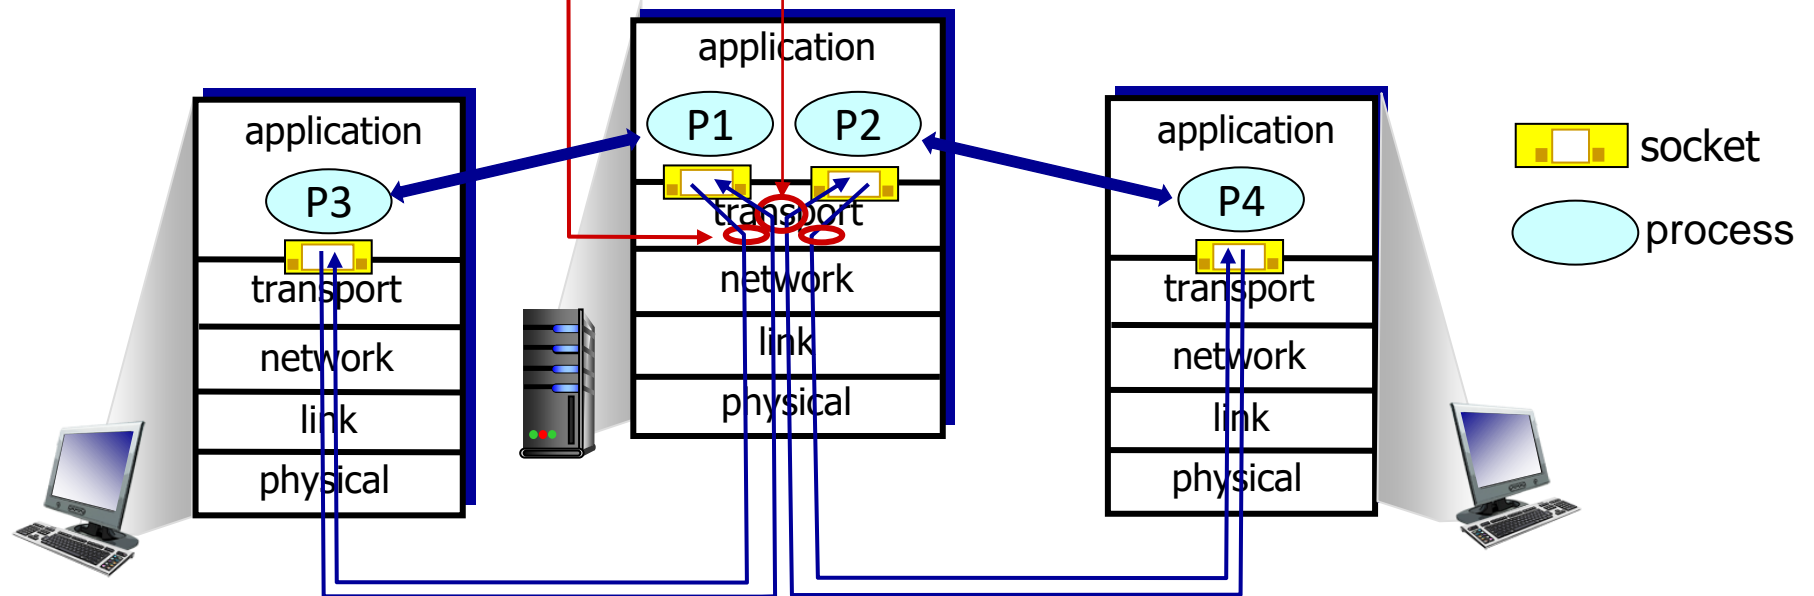 application
P3
transport
network
link
physical
application
P1 P2
transport
network
link
physical
application
P4
transport
network
link
physical
socket
process